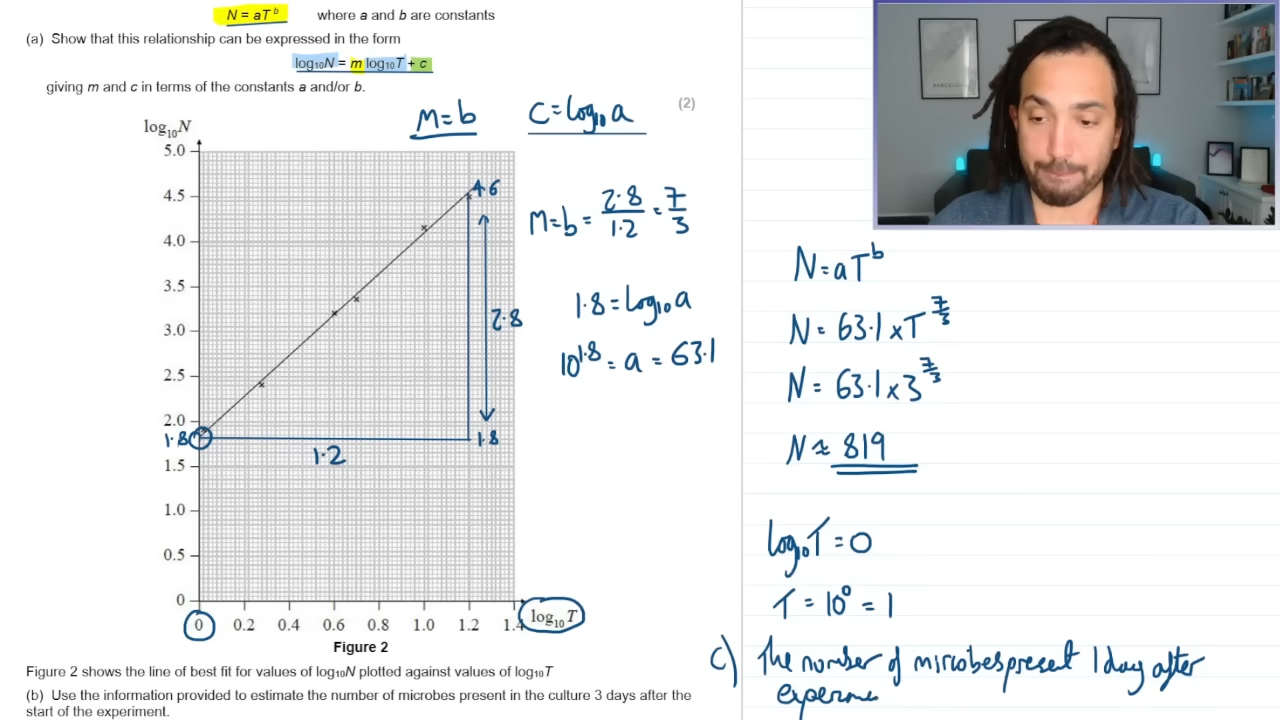 N = aTᵇ where a and b are constants
(a) Show that this relationship can be expressed in the form
log₁₀N = m log₁₀T + c
giving m and c in terms of the constants a and/or b.
(2)
M=b C=log₁₀a
log₁₀N
5.0
4.5
4.0
3.5
3.0
2.5
2.0
1.5
1.0
0.5
0
0 0.2 0.4 0.6 0.8 1.0 1.2 1.4
log₁₀T
4.6
2.8
1.8
1.8
1.2
M=b = 2.8/1.2 = 7/3
1.8 = log₁₀a
10^1.8 = a = 63.1
Figure 2
Figure 2 shows the line of best fit for values of log₁₀N plotted against values of log₁₀T
(b) Use the information provided to estimate the number of microbes present in the culture 3 days after the
start of the experiment.
N = aTᵇ
N = 63.1 × T^7/3
N = 63.1 × 3^7/3
N ≈ 819
log₁₀T = 0
T = 10⁰ = 1
c) The number of microbes present 1 day after
experime